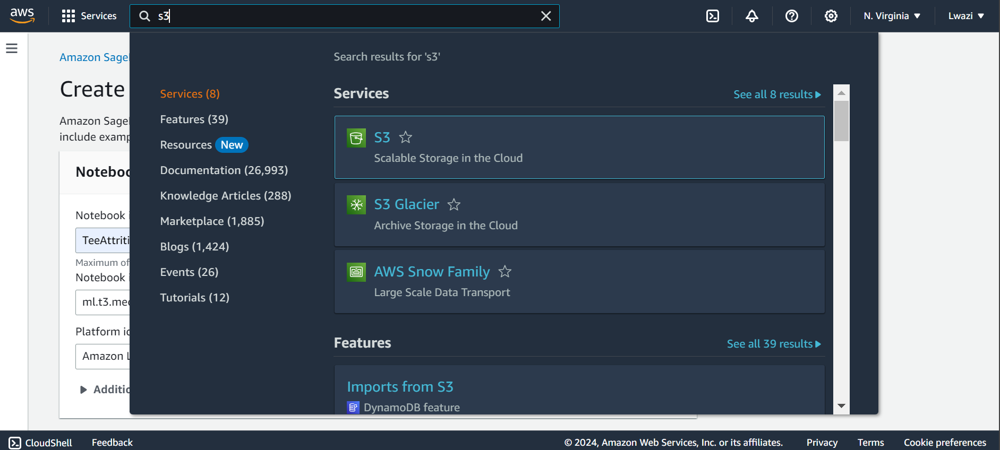 aws
Services
s3
N. Virginia
Lwazi
Amazon Sage
Create
Amazon Sage
include examp
Notebook
Notebook i
TeeAttriti
Maximum of
Notebook i
ml.t3.med
Platform id
Amazon L
Additio
Search results for 's3'
Services (8)
Features (39)
Resources New
Documentation (26,993)
Knowledge Articles (288)
Marketplace (1,885)
Blogs (1,424)
Events (26)
Tutorials (12)
Services
See all 8 results
S3
Scalable Storage in the Cloud
S3 Glacier
Archive Storage in the Cloud
AWS Snow Family
Large Scale Data Transport
Features
See all 39 results
Imports from S3
DynamoDB feature
CloudShell
Feedback
© 2024, Amazon Web Services, Inc. or its affiliates.
Privacy
Terms
Cookie preferences